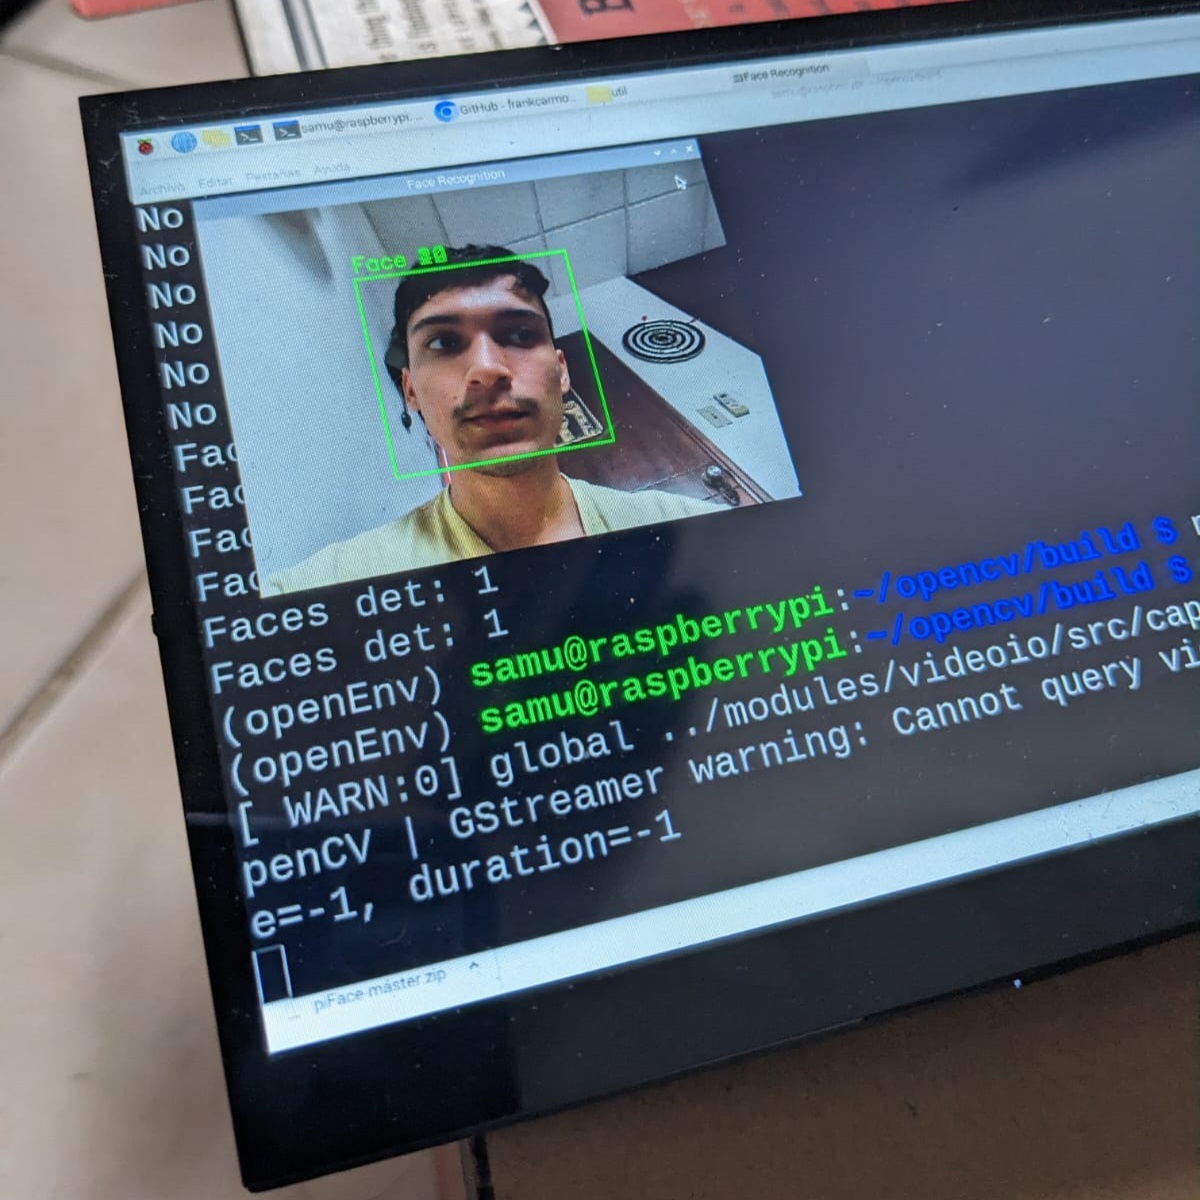 samu@raspberrypi: ...
GitHub - frankcarmo...
util
Face Recognition
Archivo Editar Pestañas Ayuda
Face Recognition
Face
No
No
No
No
No
No
Fac
Fac
Fac
Fac
Faces det: 1
Faces det: 1
(openEnv) samu@raspberrypi:~/opencv/build $
(openEnv) samu@raspberrypi:~/opencv/build $
[ WARN:0] global ../modules/videoio/src/cap
penCV | GStreamer warning: Cannot query vi
e=-1, duration=-1
piFace-master.zip